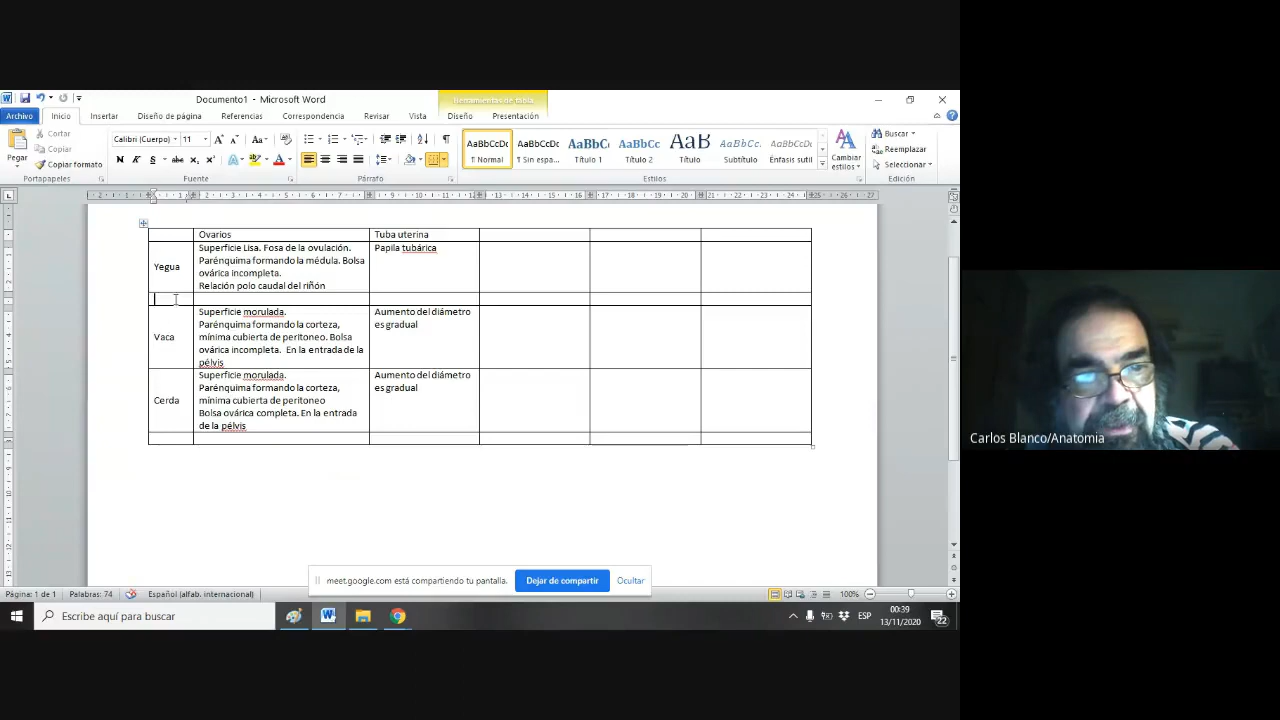 Documento1 - Microsoft Word
Herramientas de tabla
Archivo
Inicio
Insertar
Diseño de página
Referencias
Correspondencia
Revisar
Vista
Diseño
Presentación
Pegar
Cortar
Copiar
Copiar formato
Portapapeles
Calibri (Cuerpo)
11
Fuente
Párrafo
AaBbCcDc
¶ Normal
AaBbCcDc
¶ Sin espa...
AaBbC
Título 1
AaBbCc
Título 2
AaB
Título
AaBbCc.
Subtítulo
AaBbCcDc
Énfasis sutil
Cambiar
estilos
Estilos
Buscar
Reemplazar
Seleccionar
Edición
Ovarios
Tuba uterina
Yegua
Superficie Lisa. Fosa de la ovulación.
Parénquima formando la médula. Bolsa
ovárica incompleta.
Relación polo caudal del riñón
Papila tubárica
Vaca
Superficie morulada.
Parénquima formando la corteza,
mínima cubierta de peritoneo. Bolsa
ovárica incompleta. En la entrada de la
pélvis
Aumento del diámetro
es gradual
Cerda
Superficie morulada.
Parénquima formando la corteza,
mínima cubierta de peritoneo
Bolsa ovárica completa. En la entrada
de la pélvis
Aumento del diámetro
es gradual
Carlos Blanco/Anatomia
meet.google.com está compartiendo tu pantalla.
Dejar de compartir
Ocultar
Página: 1 de 1
Palabras: 74
Español (alfab. internacional)
100%
Escribe aquí para buscar
ESP
00:39
13/11/2020
22